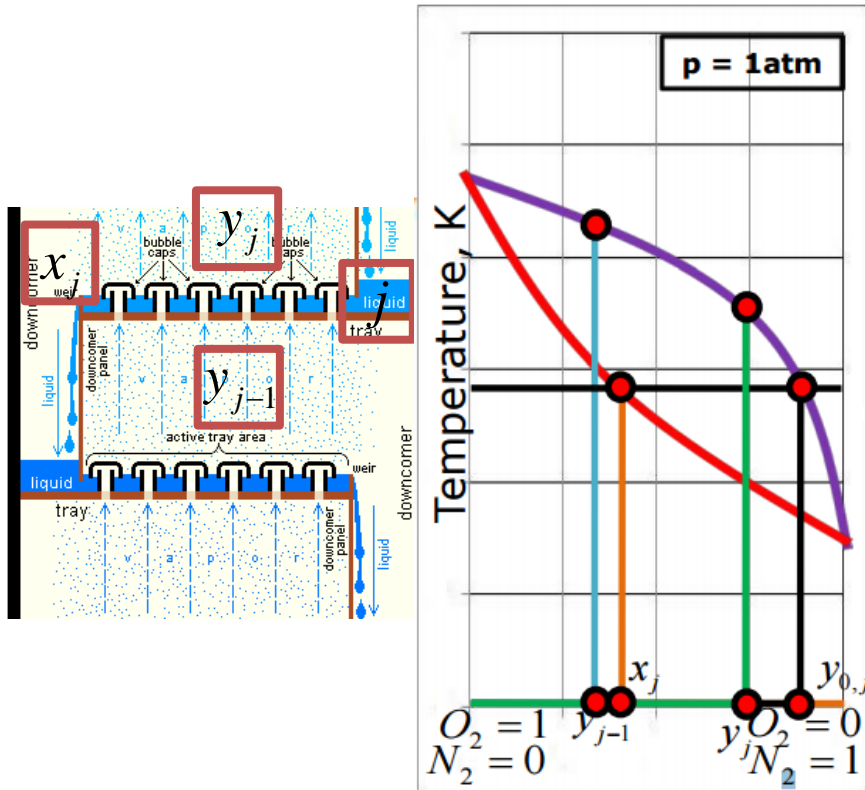 y_j
v a p o r
bubble caps
bubble caps
liquid
x_j
weir
liquid
j
tray
downcomer
downcomer panel
liquid
v a p o r
y_{j-1}
active tray area
weir
liquid
tray
downcomer
downcomer panel
v a p o r
liquid
p = 1atm
Temperature, K
x_j
y_{0,j}
O_2 = 1
y_{j-1}
y_j
O_2 = 0
N_2 = 0
N_2 = 1